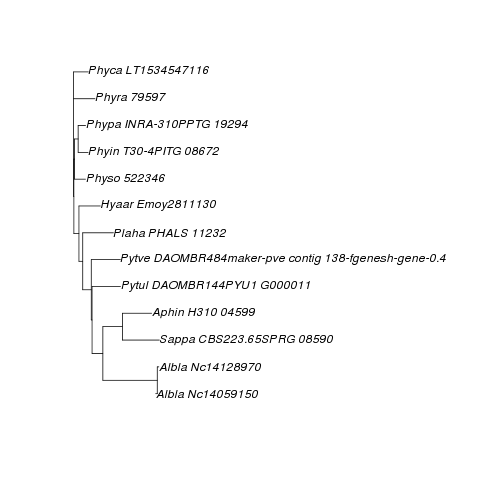 Phyca LT1534547116
Phyra 79597
Phypa INRA-310PPTG 19294
Phyin T30-4PITG 08672
Physo 522346
Hyaar Emoy2811130
Plaha PHALS 11232
Pytve DAOMBR484maker-pve contig 138-fgenesh-gene-0.4
Pytul DAOMBR144PYU1 G000011
Aphin H310 04599
Sappa CBS223.65SPRG 08590
Albla Nc14128970
Albla Nc14059150